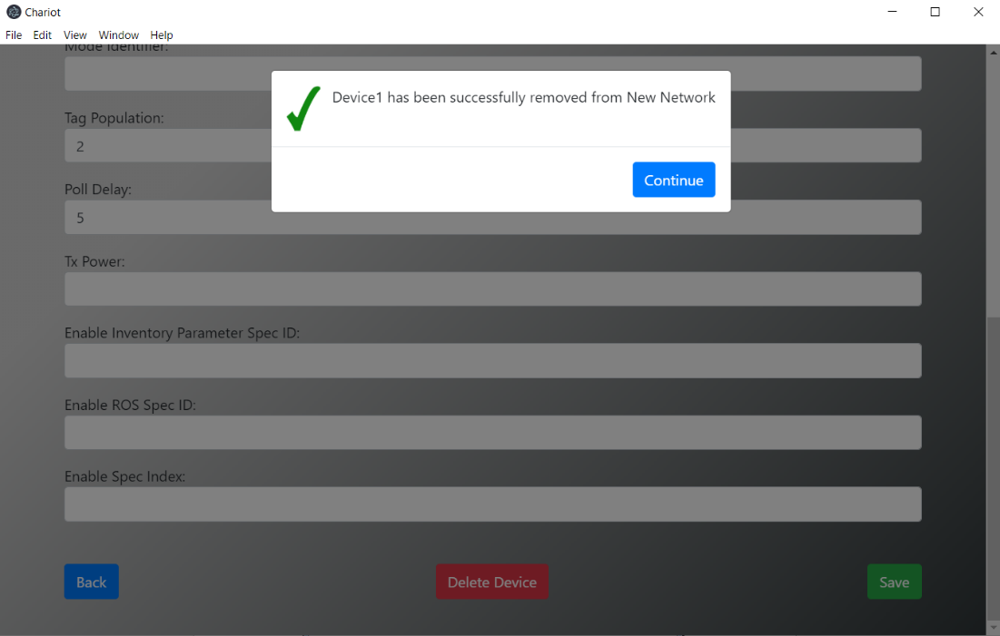 Chariot
File Edit View Window Help
Mode Identifier:
Device1 has been successfully removed from New Network
Continue
Tag Population:
2
Poll Delay:
5
Tx Power:
Enable Inventory Parameter Spec ID:
Enable ROS Spec ID:
Enable Spec Index:
Back Delete Device Save